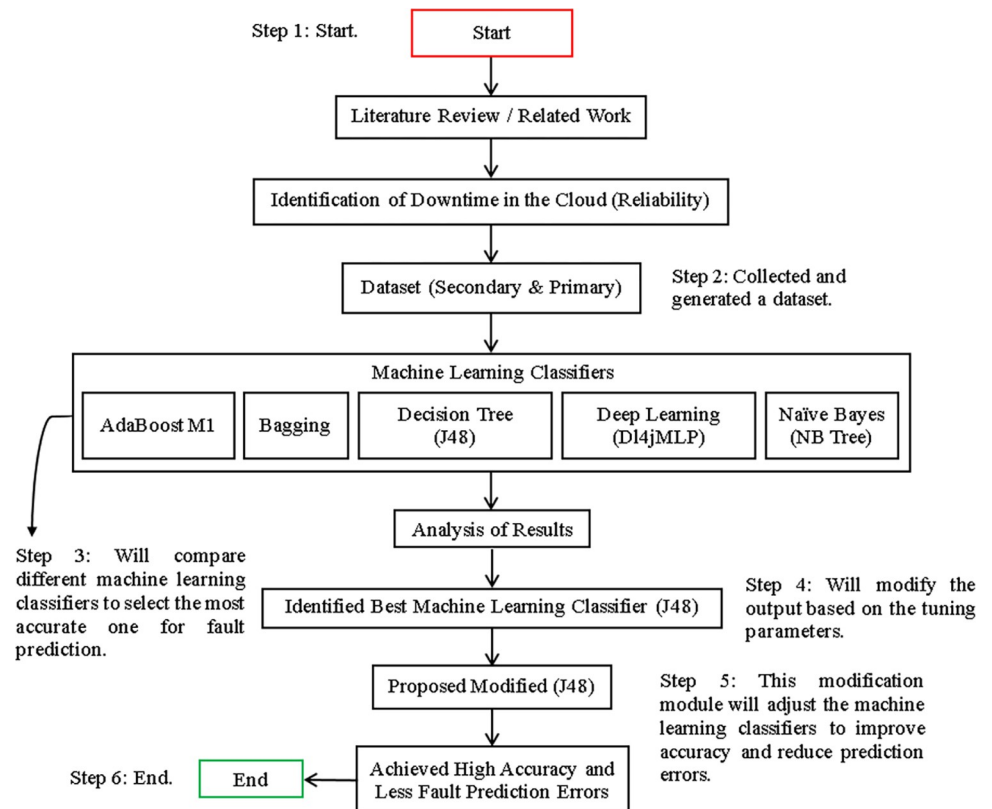 Step 1: Start.
Start
Literature Review / Related Work
Identification of Downtime in the Cloud (Reliability)
Dataset (Secondary & Primary)
Step 2: Collected and
generated a dataset.
Machine Learning Classifiers
AdaBoost M1
Bagging
Decision Tree
(J48)
Deep Learning
(Dl4jMLP)
Naïve Bayes
(NB Tree)
Analysis of Results
Step 3: Will compare
different machine learning
classifiers to select the most
accurate one for fault
prediction.
Identified Best Machine Learning Classifier (J48)
Step 4: Will modify the
output based on the tuning
parameters.
Proposed Modified (J48)
Step 5: This modification
module will adjust the machine
learning classifiers to improve
accuracy and reduce prediction
errors.
Achieved High Accuracy and
Less Fault Prediction Errors
Step 6: End.
End